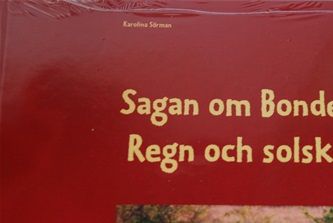 Karolina Sörman
Sagan om Bonde
Regn och solsk